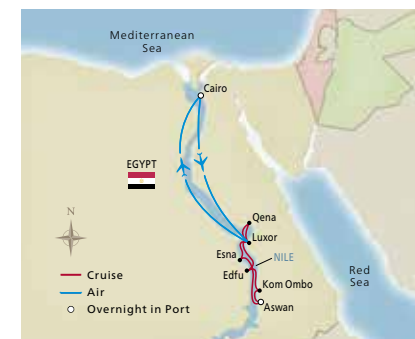 Mediterranean
Sea
Cairo
EGYPT
N
Qena
Luxor
Esna
NILE
Edfu
Kom Ombo
Aswan
Red
Sea
Cruise
Air
Overnight in Port